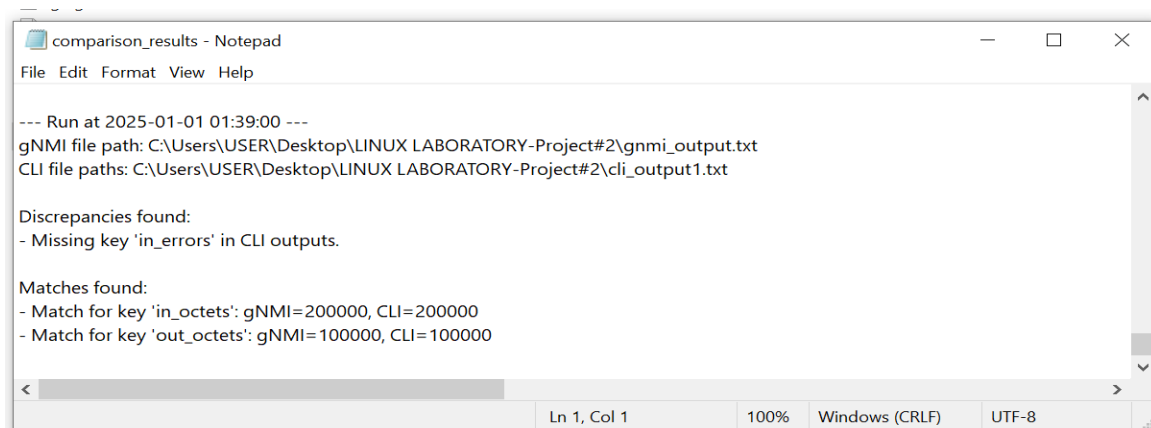 comparison_results - Notepad
File Edit Format View Help
--- Run at 2025-01-01 01:39:00 ---
gNMI file path: C:\Users\USER\Desktop\LINUX LABORATORY-Project#2\gnmi_output.txt
CLI file paths: C:\Users\USER\Desktop\LINUX LABORATORY-Project#2\cli_output1.txt
Discrepancies found:
- Missing key 'in_errors' in CLI outputs.
Matches found:
- Match for key 'in_octets': gNMI=200000, CLI=200000
- Match for key 'out_octets': gNMI=100000, CLI=100000
Ln 1, Col 1 100% Windows (CRLF) UTF-8